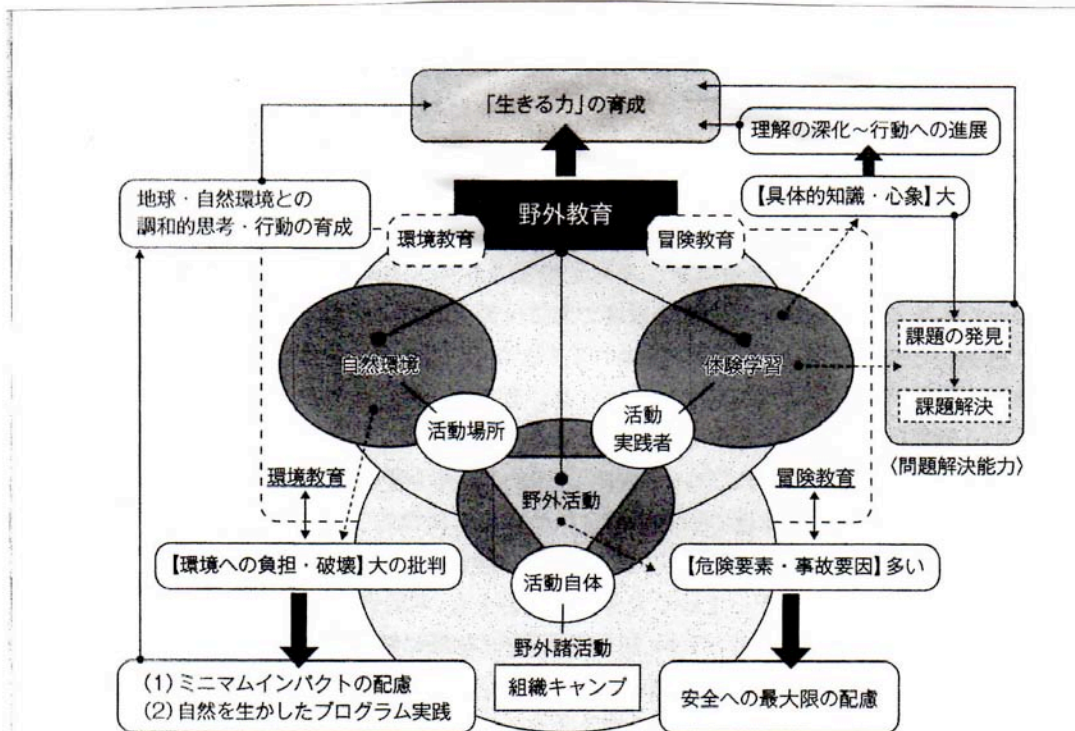 「生きる力」の育成
理解の深化～行動への進展
【具体的知識・心象】大
地球・自然環境との
調和的思考・行動の育成
野外教育
環境教育
冒険教育
自然環境
体験学習
課題の発見
課題解決
〈問題解決能力〉
活動場所
活動
実践者
環境教育
野外活動
冒険教育
【環境への負担・破壊】大の批判
活動自体
【危険要素・事故要因】多い
野外諸活動
組織キャンプ
(1) ミニマムインパクトの配慮
(2) 自然を生かしたプログラム実践
安全への最大限の配慮